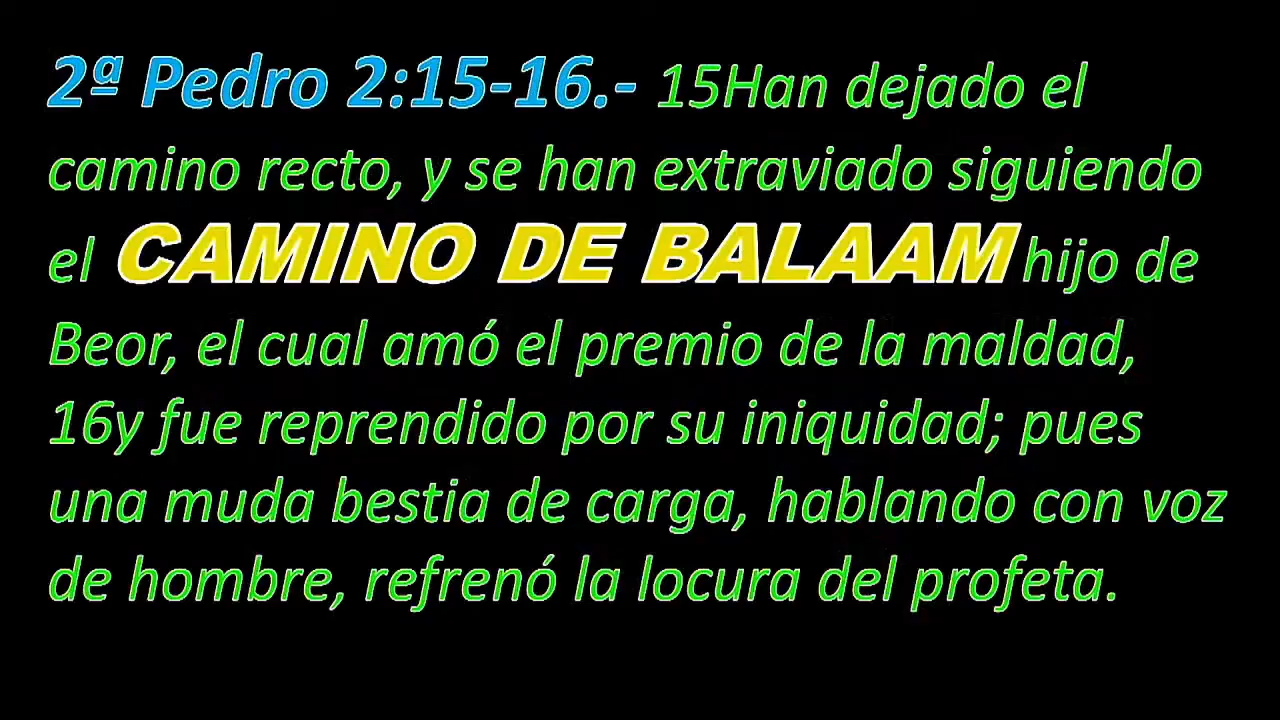 2ª Pedro 2:15-16.- 15Han dejado el
camino recto, y se han extraviado siguiendo
el CAMINO DE BALAAM hijo de
Beor, el cual amó el premio de la maldad,
16y fue reprendido por su iniquidad; pues
una muda bestia de carga, hablando con voz
de hombre, refrenó la locura del profeta.